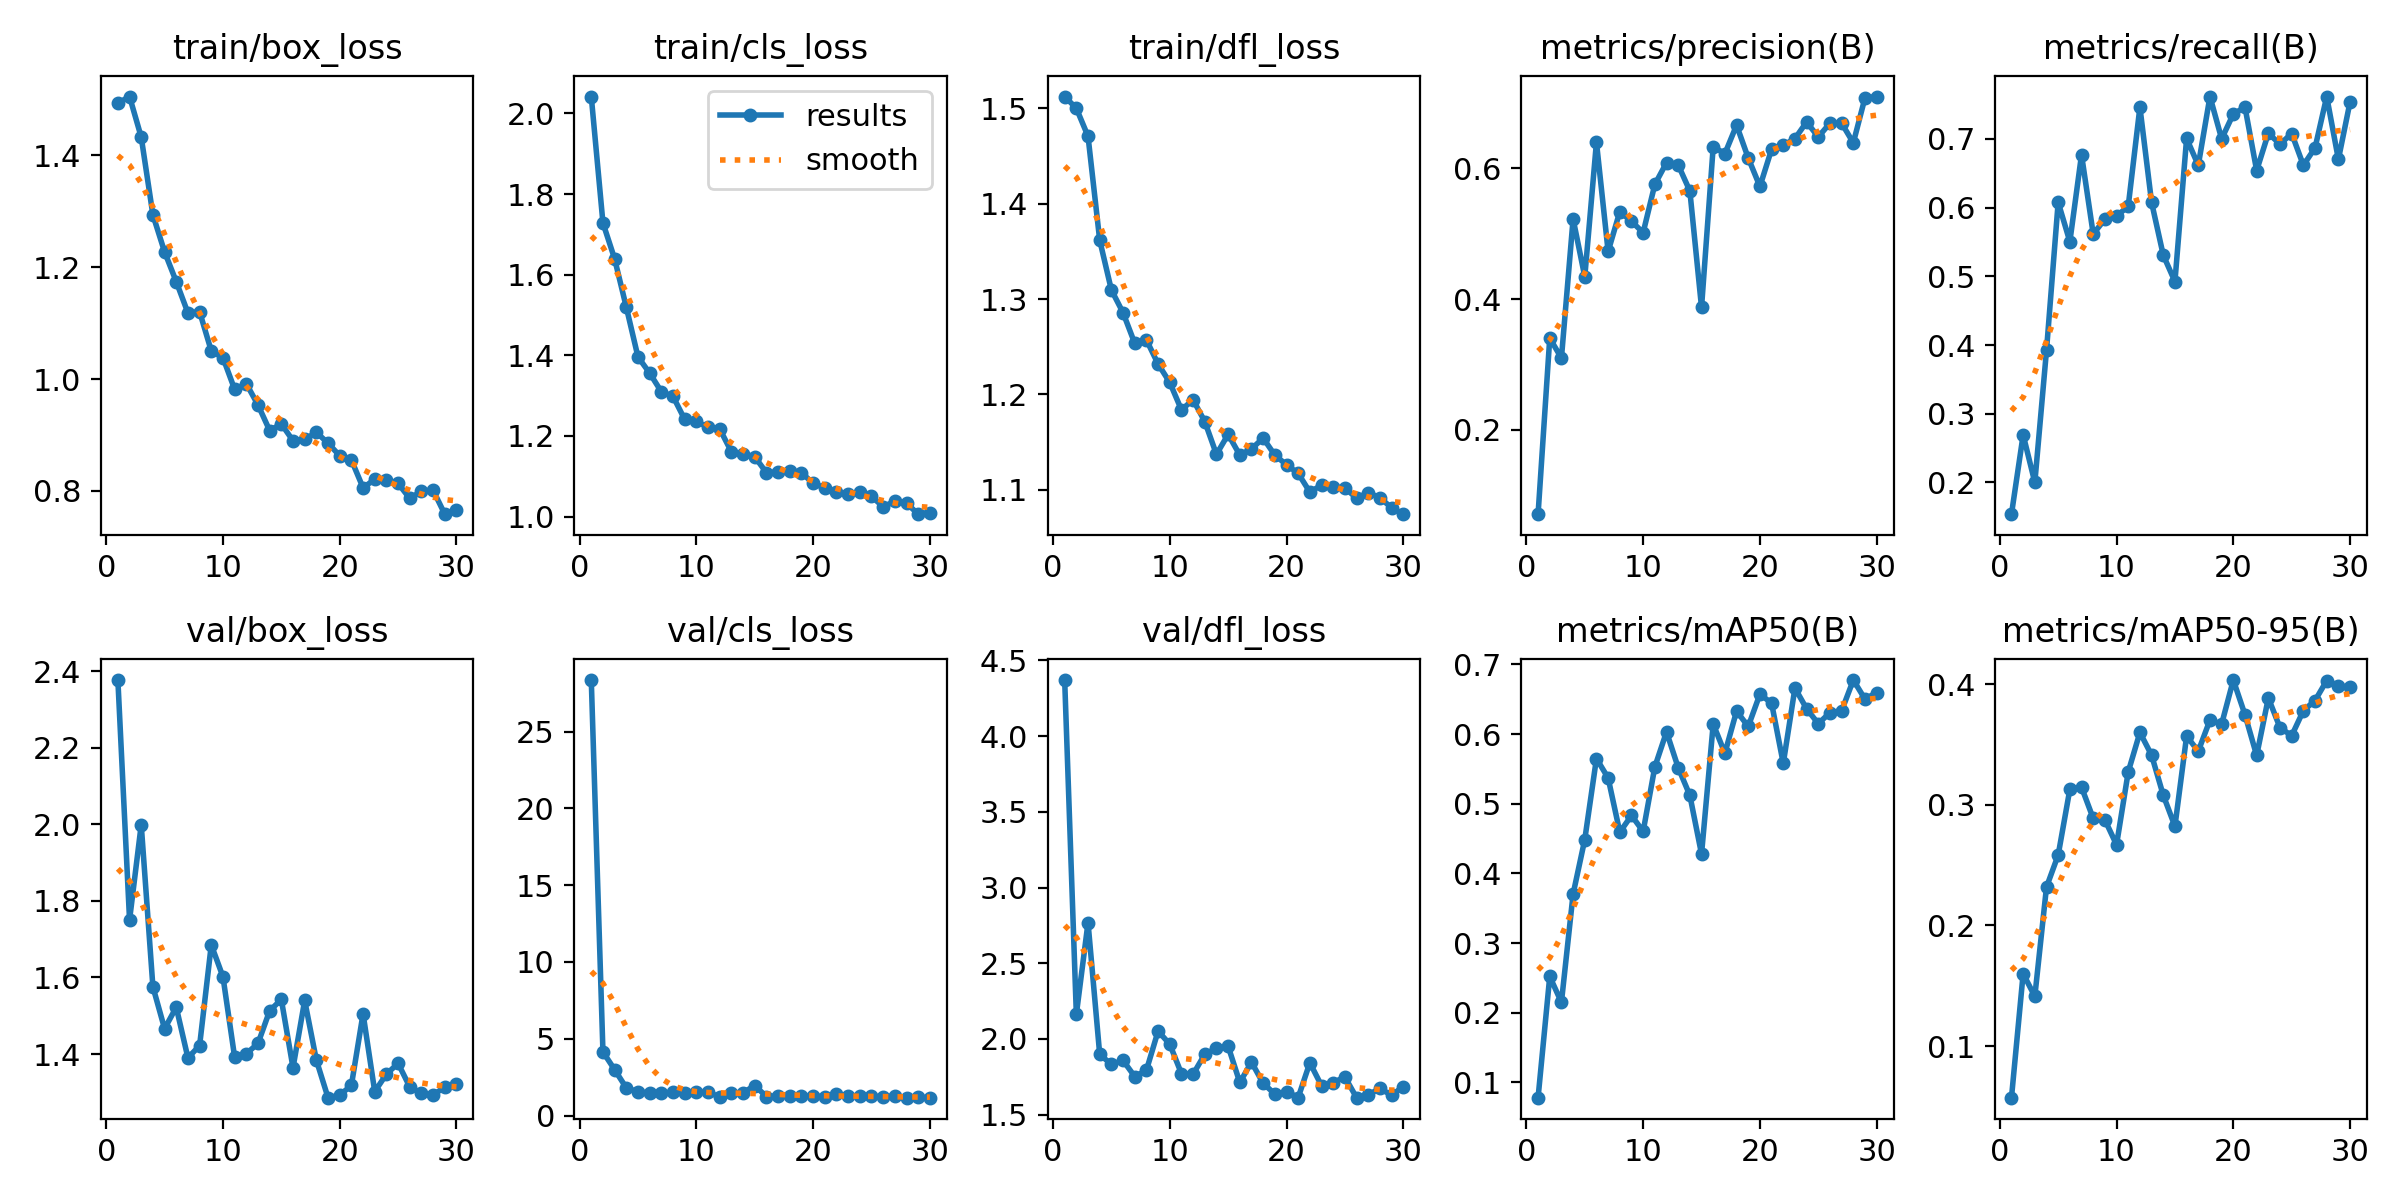 train/box_loss
train/cls_loss
train/dfl_loss
metrics/precision(B)
metrics/recall(B)
results
smooth
1.4
1.2
1.0
0.8
0 10 20 30
2.0
1.8
1.6
1.4
1.2
1.0
0 10 20 30
1.5
1.4
1.3
1.2
1.1
0 10 20 30
0.6
0.4
0.2
0 10 20 30
0.7
0.6
0.5
0.4
0.3
0.2
0 10 20 30
val/box_loss
val/cls_loss
val/dfl_loss
metrics/mAP50(B)
metrics/mAP50-95(B)
2.4
2.2
2.0
1.8
1.6
1.4
0 10 20 30
25
20
15
10
5
0
0 10 20 30
4.5
4.0
3.5
3.0
2.5
2.0
1.5
0 10 20 30
0.7
0.6
0.5
0.4
0.3
0.2
0.1
0 10 20 30
0.4
0.3
0.2
0.1
0 10 20 30